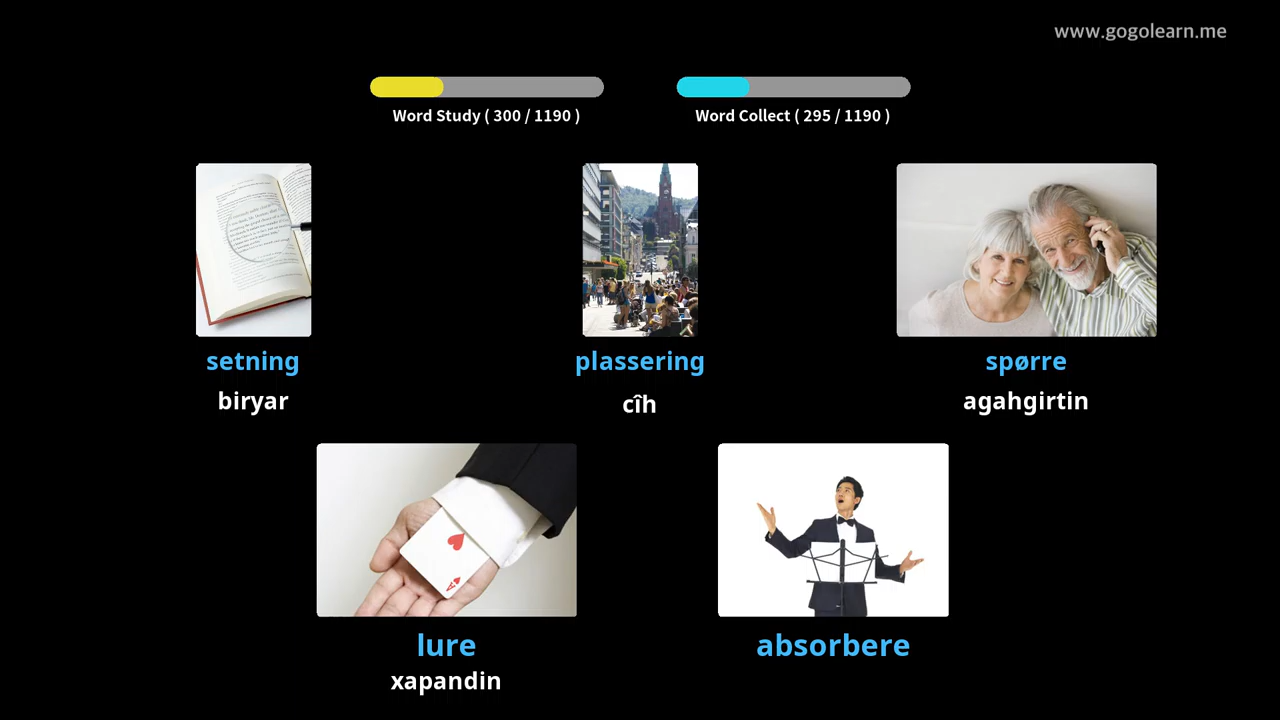 www.gogolearn.me
Word Study ( 300 / 1190 )
Word Collect ( 295 / 1190 )
setning
biryar
plassering
cîh
spørre
agahgirtin
lure
xapandin
absorbere